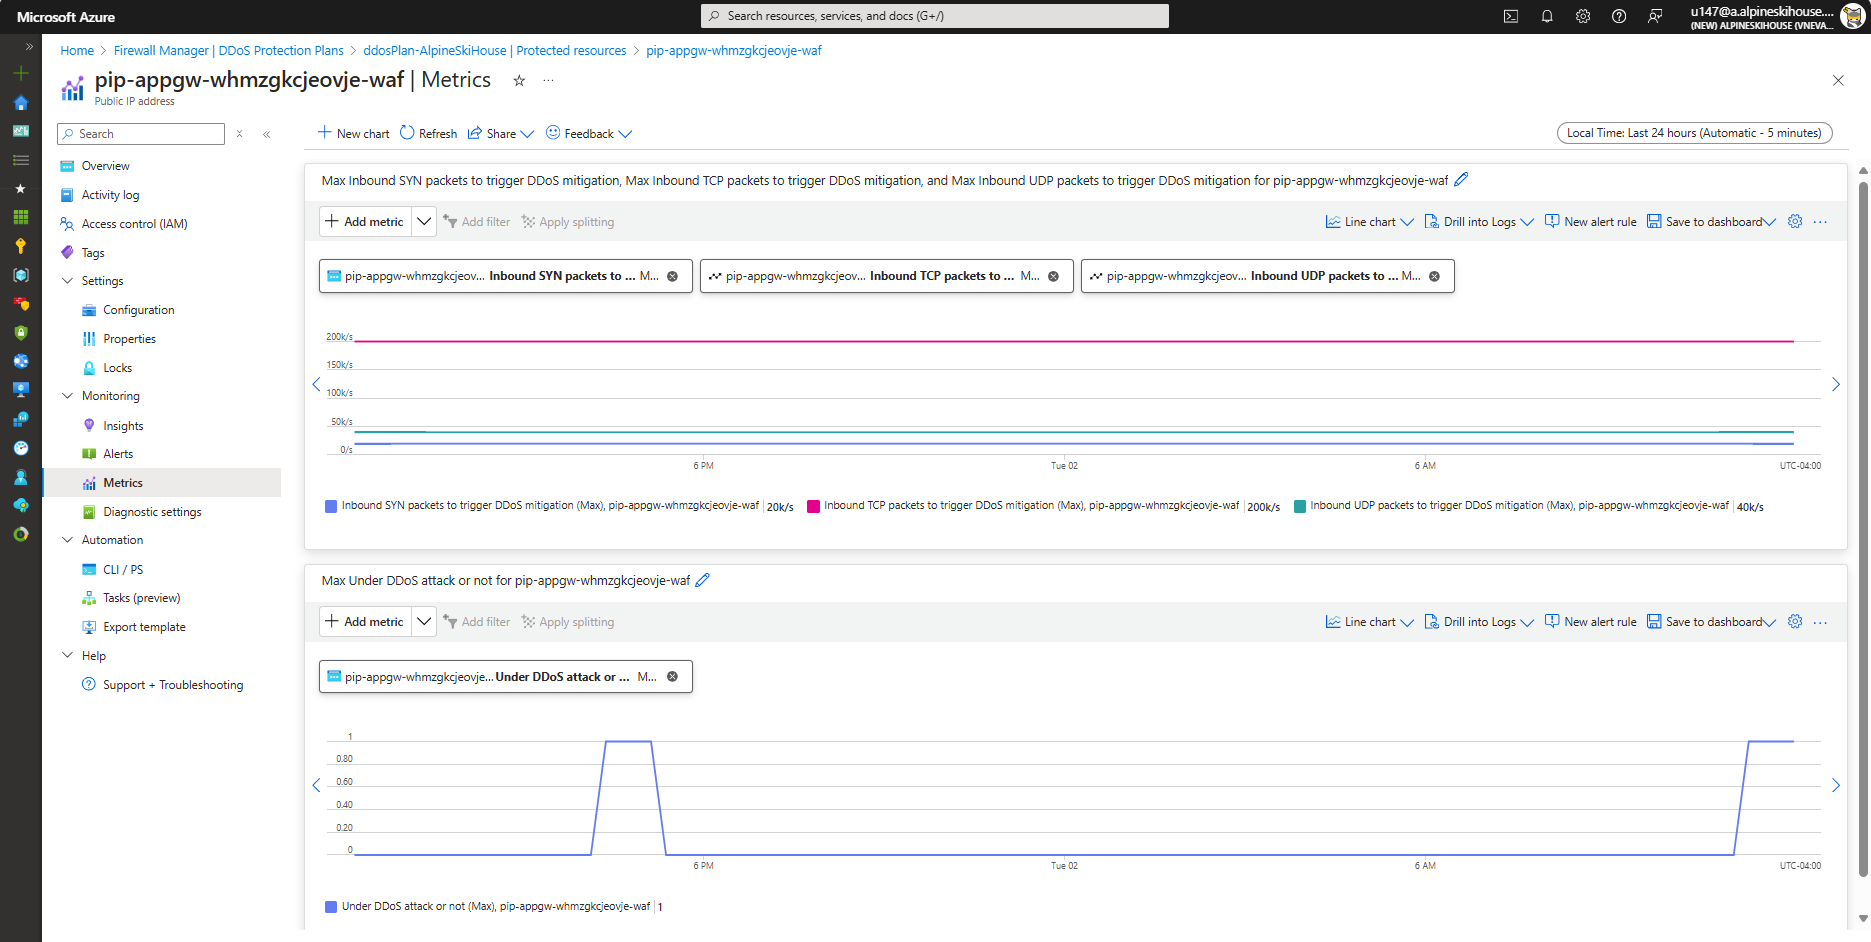 Microsoft Azure
Search resources, services, and docs (G+/)
u147@a.alpineskihouse....
(NEW) ALPINESKIHOUSE (VNEVA...
Home > Firewall Manager | DDoS Protection Plans > ddosPlan-AlpineSkiHouse | Protected resources > pip-appgw-whmzgkcjeovje-waf
pip-appgw-whmzgkcjeovje-waf | Metrics
Public IP address
Search
Overview
Activity log
Access control (IAM)
Tags
Settings
Configuration
Properties
Locks
Monitoring
Insights
Alerts
Metrics
Diagnostic settings
Automation
CLI / PS
Tasks (preview)
Export template
Help
Support + Troubleshooting
New chart Refresh Share Feedback
Local Time: Last 24 hours (Automatic - 5 minutes)
Max Inbound SYN packets to trigger DDoS mitigation, Max Inbound TCP packets to trigger DDoS mitigation, and Max Inbound UDP packets to trigger DDoS mitigation for pip-appgw-whmzgkcjeovje-waf
Add metric Add filter Apply splitting Line chart Drill into Logs New alert rule Save to dashboard
pip-appgw-whmzgkcjeov... Inbound SYN packets to ... M...
pip-appgw-whmzgkcjeov... Inbound TCP packets to ... M...
pip-appgw-whmzgkcjeov... Inbound UDP packets to ... M...
200k/s
150k/s
100k/s
50k/s
0/s
6 PM Tue 02 6 AM UTC-04:00
Inbound SYN packets to trigger DDoS mitigation (Max), pip-appgw-whmzgkcjeovje-waf | 20k/s
Inbound TCP packets to trigger DDoS mitigation (Max), pip-appgw-whmzgkcjeovje-waf | 200k/s
Inbound UDP packets to trigger DDoS mitigation (Max), pip-appgw-whmzgkcjeovje-waf | 40k/s
Max Under DDoS attack or not for pip-appgw-whmzgkcjeovje-waf
Add metric Add filter Apply splitting Line chart Drill into Logs New alert rule Save to dashboard
pip-appgw-whmzgkcjeovje... Under DDoS attack or ... M...
1
0.80
0.60
0.40
0.20
0
6 PM Tue 02 6 AM UTC-04:00
Under DDoS attack or not (Max), pip-appgw-whmzgkcjeovje-waf | 1